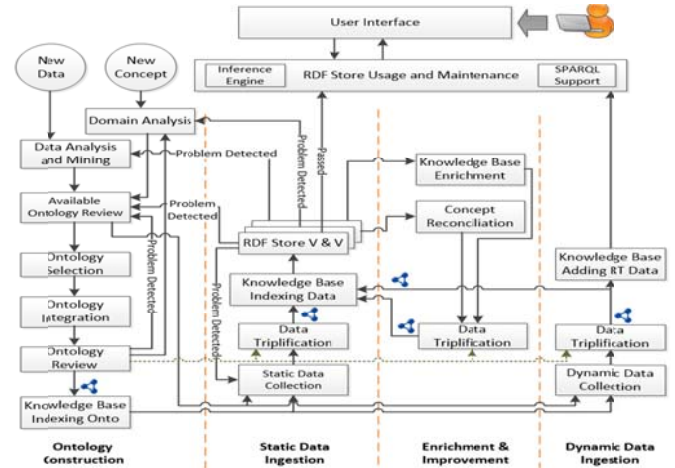 User Interface
New
Data
New
Concept
Inference
Engine
RDF Store Usage and Maintenance
SPARQL
Support
Domain Analysis
Data Analysis
and Mining
Problem Detected
Problem Detected
Passed
Knowledge Base
Enrichment
Available
Ontology Review
Problem
Detected
Concept
Reconciliation
RDF Store V & V
Ontology
Selection
Problem Detected
Knowledge Base
Adding RT Data
Knowledge Base
Indexing Data
Problem Detected
Ontology
Integration
Data
Triplification
Data
Triplification
Data
Triplification
Ontology
Review
Static Data
Collection
Dynamic Data
Collection
Knowledge Base
Indexing Onto
Ontology
Construction
Static Data
Ingestion
Enrichment &
Improvement
Dynamic Data
Ingestion